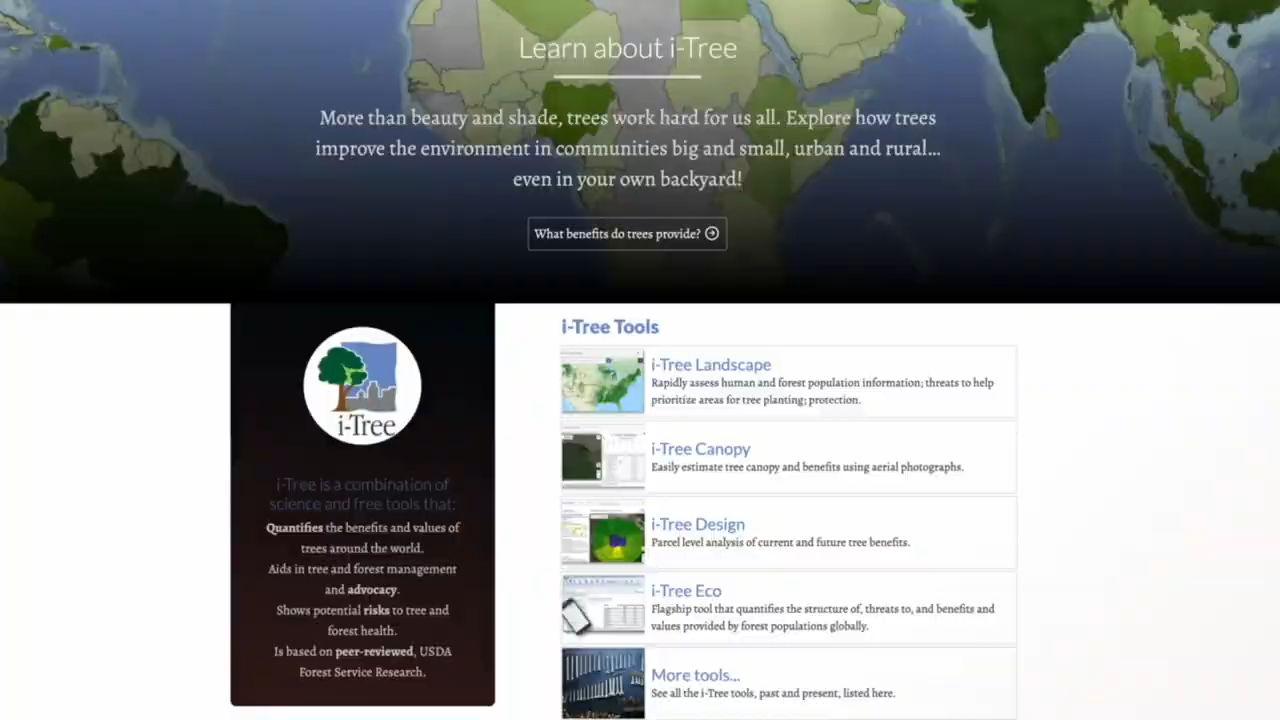 Learn about i-Tree
More than beauty and shade, trees work hard for us all. Explore how trees
improve the environment in communities big and small, urban and rural...
even in your own backyard!
What benefits do trees provide?
i-Tree
i-Tree is a combination of
science and free tools that:
Quantifies the benefits and values of
trees around the world.
Aids in tree and forest management
and advocacy.
Shows potential risks to tree and
forest health.
Is based on peer-reviewed, USDA
Forest Service Research.
i-Tree Tools
i-Tree Landscape
Rapidly assess human and forest population information; threats to help
prioritize areas for tree planting; protection.
i-Tree Canopy
Easily estimate tree canopy and benefits using aerial photographs.
i-Tree Design
Parcel level analysis of current and future tree benefits.
i-Tree Eco
Flagship tool that quantifies the structure of, threats to, and benefits and
values provided by forest populations globally.
More tools...
See all the i-Tree tools, past and present, listed here.